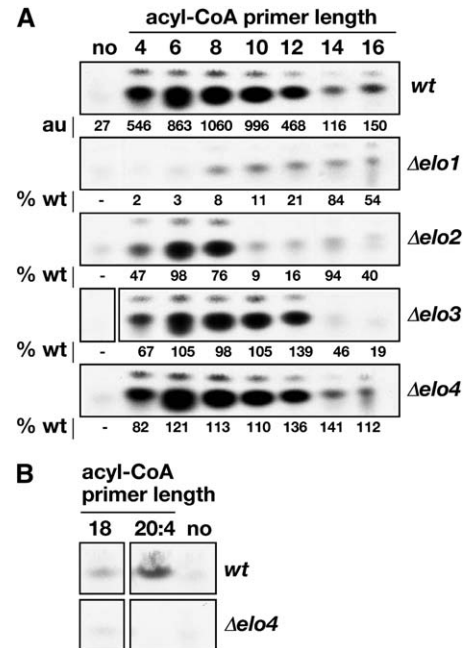 A
acyl-CoA primer length
no 4 6 8 10 12 14 16
wt
au | 27 546 863 1060 996 468 116 150
Δelo1
% wt | - 2 3 8 11 21 84 54
Δelo2
% wt | - 47 98 76 9 16 94 40
Δelo3
% wt | - 67 105 98 105 139 46 19
Δelo4
% wt | - 82 121 113 110 136 141 112
B
acyl-CoA
primer length
18 20:4 no
wt
Δelo4